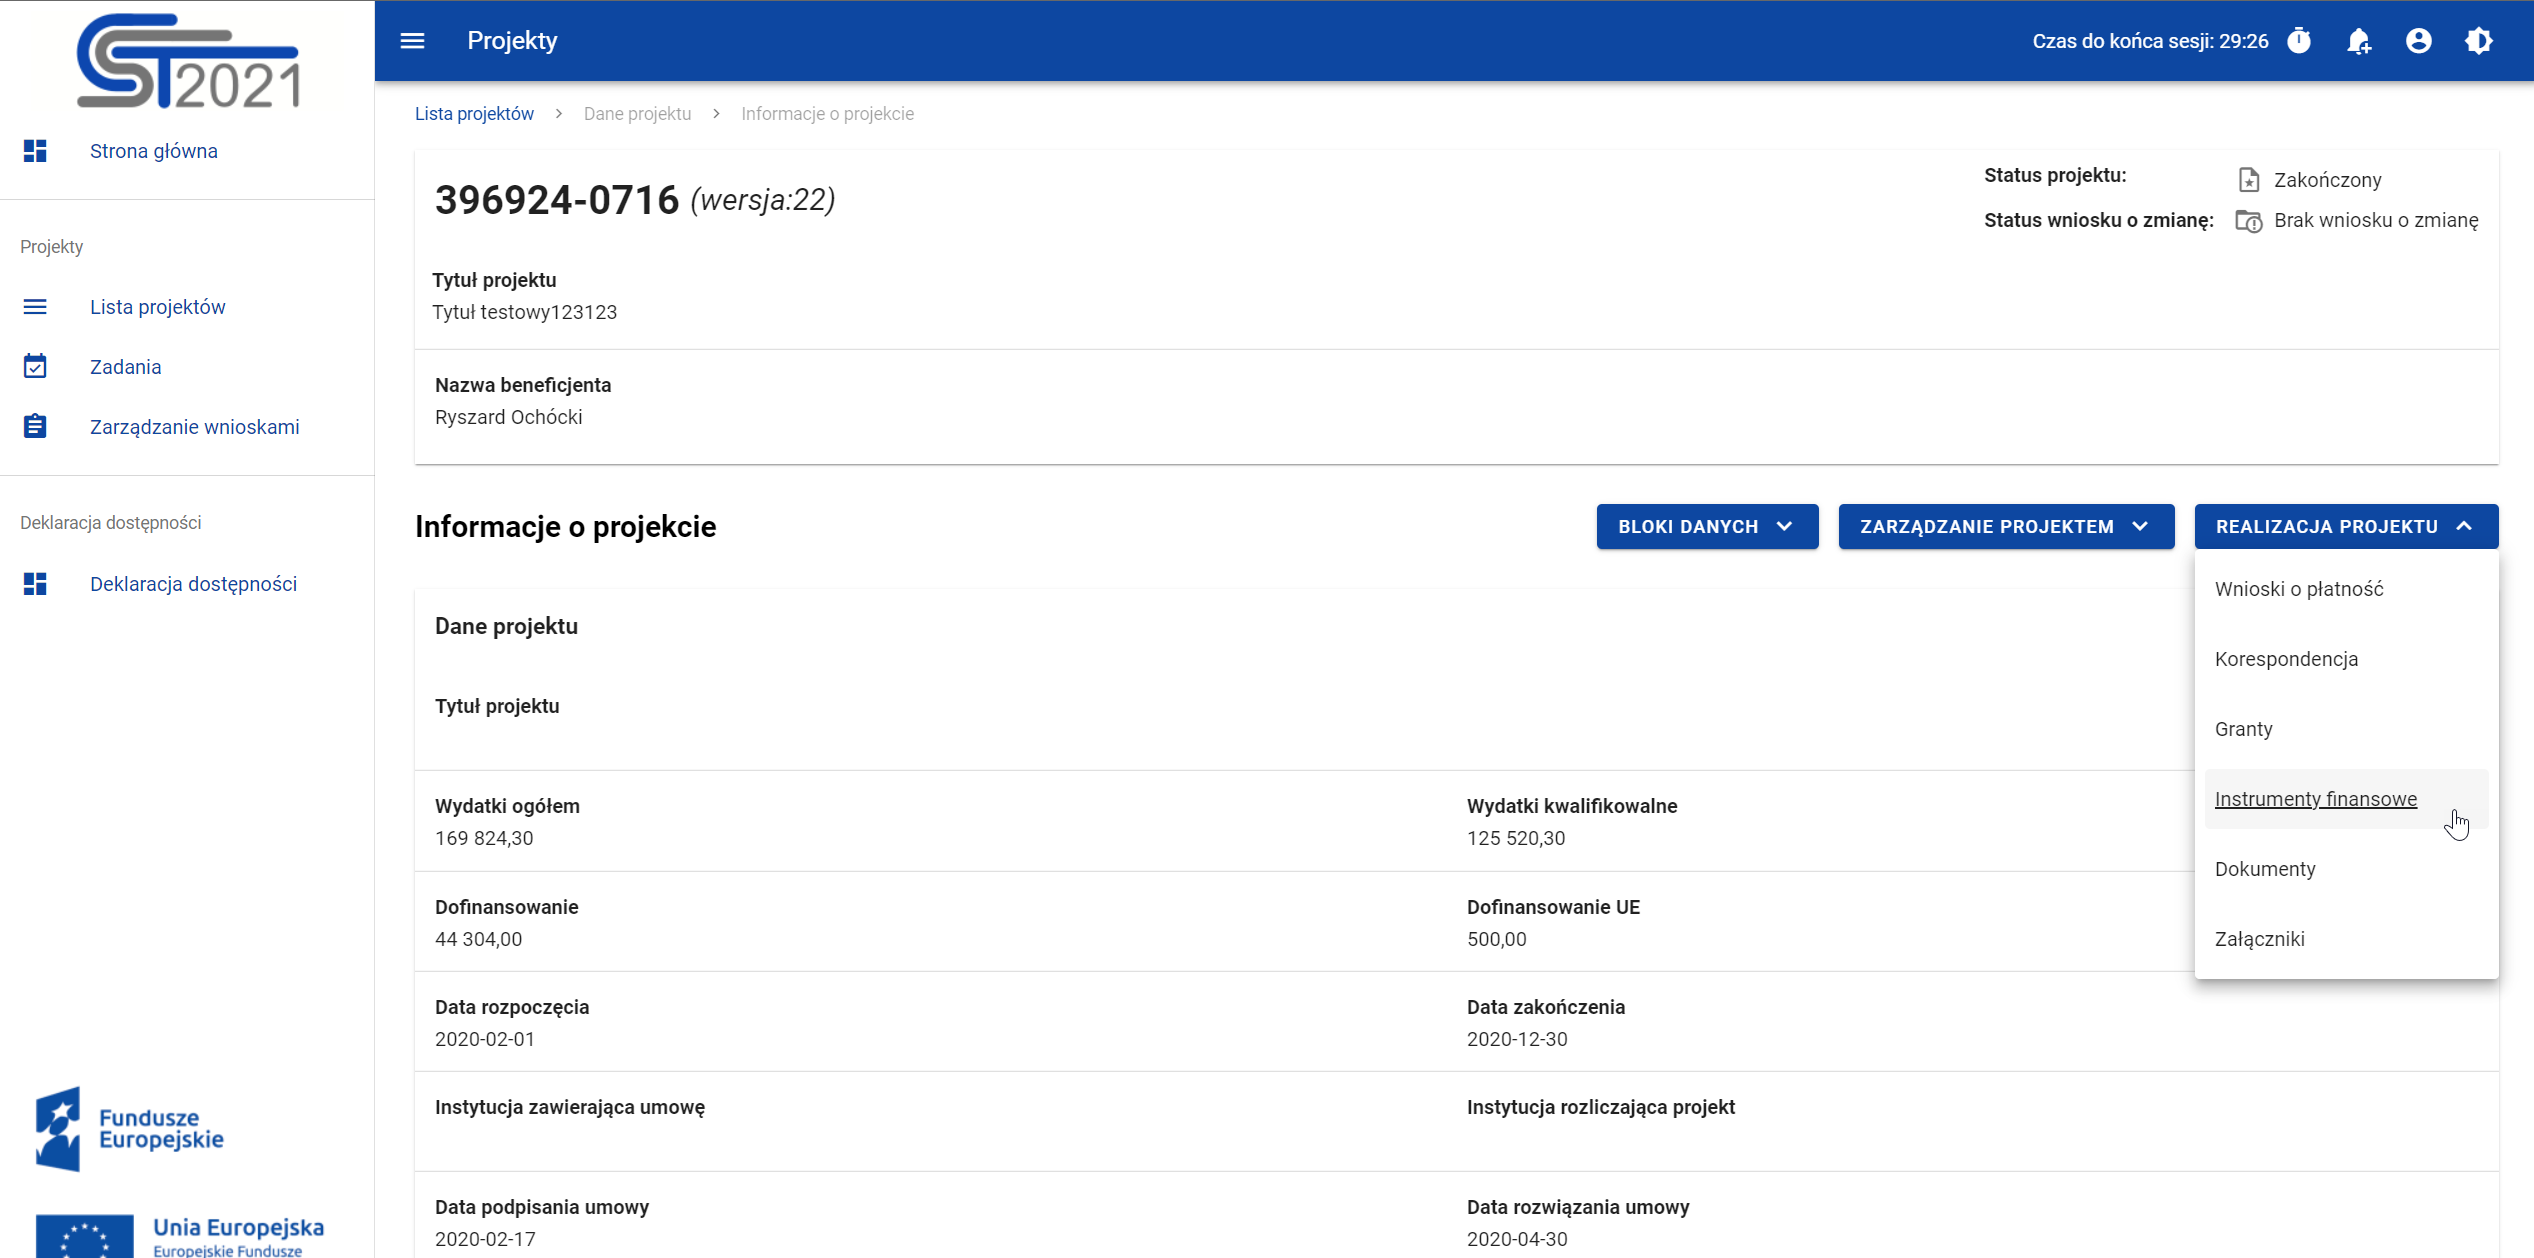 CST2021
Projekty
Czas do końca sesji: 29:26
Strona główna
Projekty
Lista projektów
Zadania
Zarządzanie wnioskami
Deklaracja dostępności
Deklaracja dostępności
Fundusze
Europejskie
Unia Europejska
Europejskie Fundusze
Lista projektów > Dane projektu > Informacje o projekcie
396924-0716 (wersja:22)
Status projektu: Zakończony
Status wniosku o zmianę: Brak wniosku o zmianę
Tytuł projektu
Tytuł testowy123123
Nazwa beneficjenta
Ryszard Ochócki
Informacje o projekcie
BLOKI DANYCH
ZARZĄDZANIE PROJEKTEM
REALIZACJA PROJEKTU
Wnioski o płatność
Korespondencja
Granty
Instrumenty finansowe
Dokumenty
Załączniki
Dane projektu
Tytuł projektu
Wydatki ogółem
169 824,30
Wydatki kwalifikowalne
125 520,30
Dofinansowanie
44 304,00
Dofinansowanie UE
500,00
Data rozpoczęcia
2020-02-01
Data zakończenia
2020-12-30
Instytucja zawierająca umowę
Instytucja rozliczająca projekt
Data podpisania umowy
2020-02-17
Data rozwiązania umowy
2020-04-30